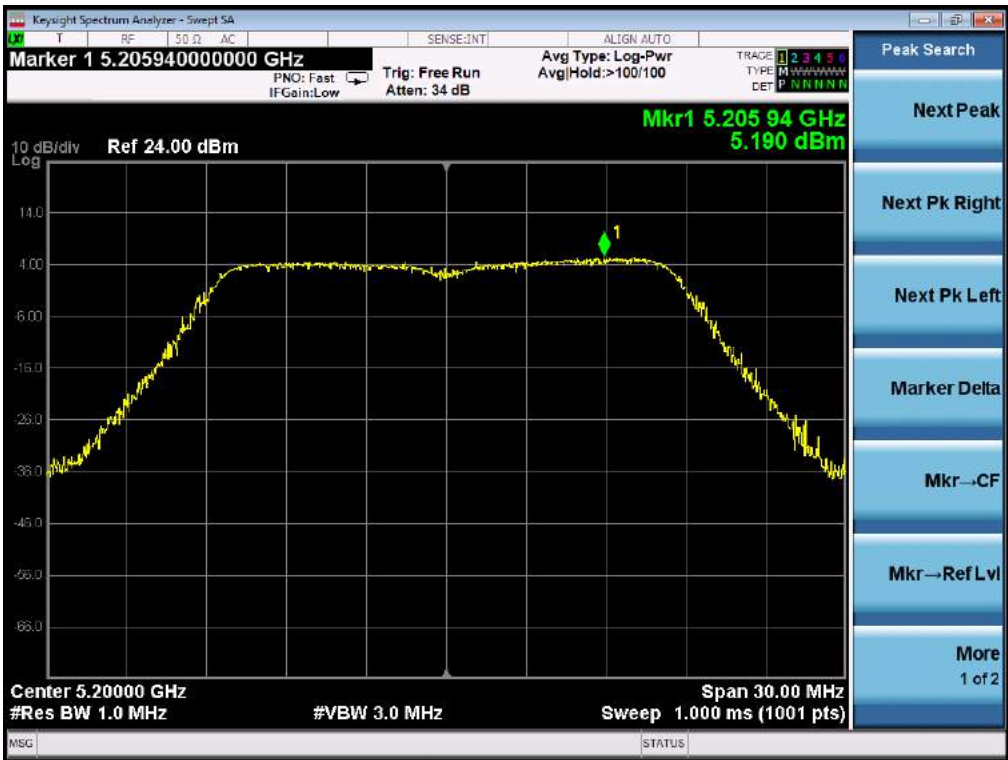 Keysight Spectrum Analyzer - Swept SA
LXI T RF 50 Ω AC SENSE:INT ALIGN AUTO
Marker 1 5.205940000000 GHz
PNO: Fast
IFGain:Low
Trig: Free Run
Atten: 34 dB
Avg Type: Log-Pwr
Avg|Hold:>100/100
TRACE 1 2 3 4 5 6
TYPE M WWWWW
DET P N N N N N
Peak Search
Mkr1 5.205 94 GHz
5.190 dBm
10 dB/div Ref 24.00 dBm
Log
1
14.0
4.00
-6.00
-16.0
-26.0
-36.0
-46.0
-56.0
-66.0
Center 5.20000 GHz Span 30.00 MHz
#Res BW 1.0 MHz #VBW 3.0 MHz Sweep 1.000 ms (1001 pts)
Next Peak
Next Pk Right
Next Pk Left
Marker Delta
Mkr→CF
Mkr→Ref Lvl
More
1 of 2
MSG STATUS